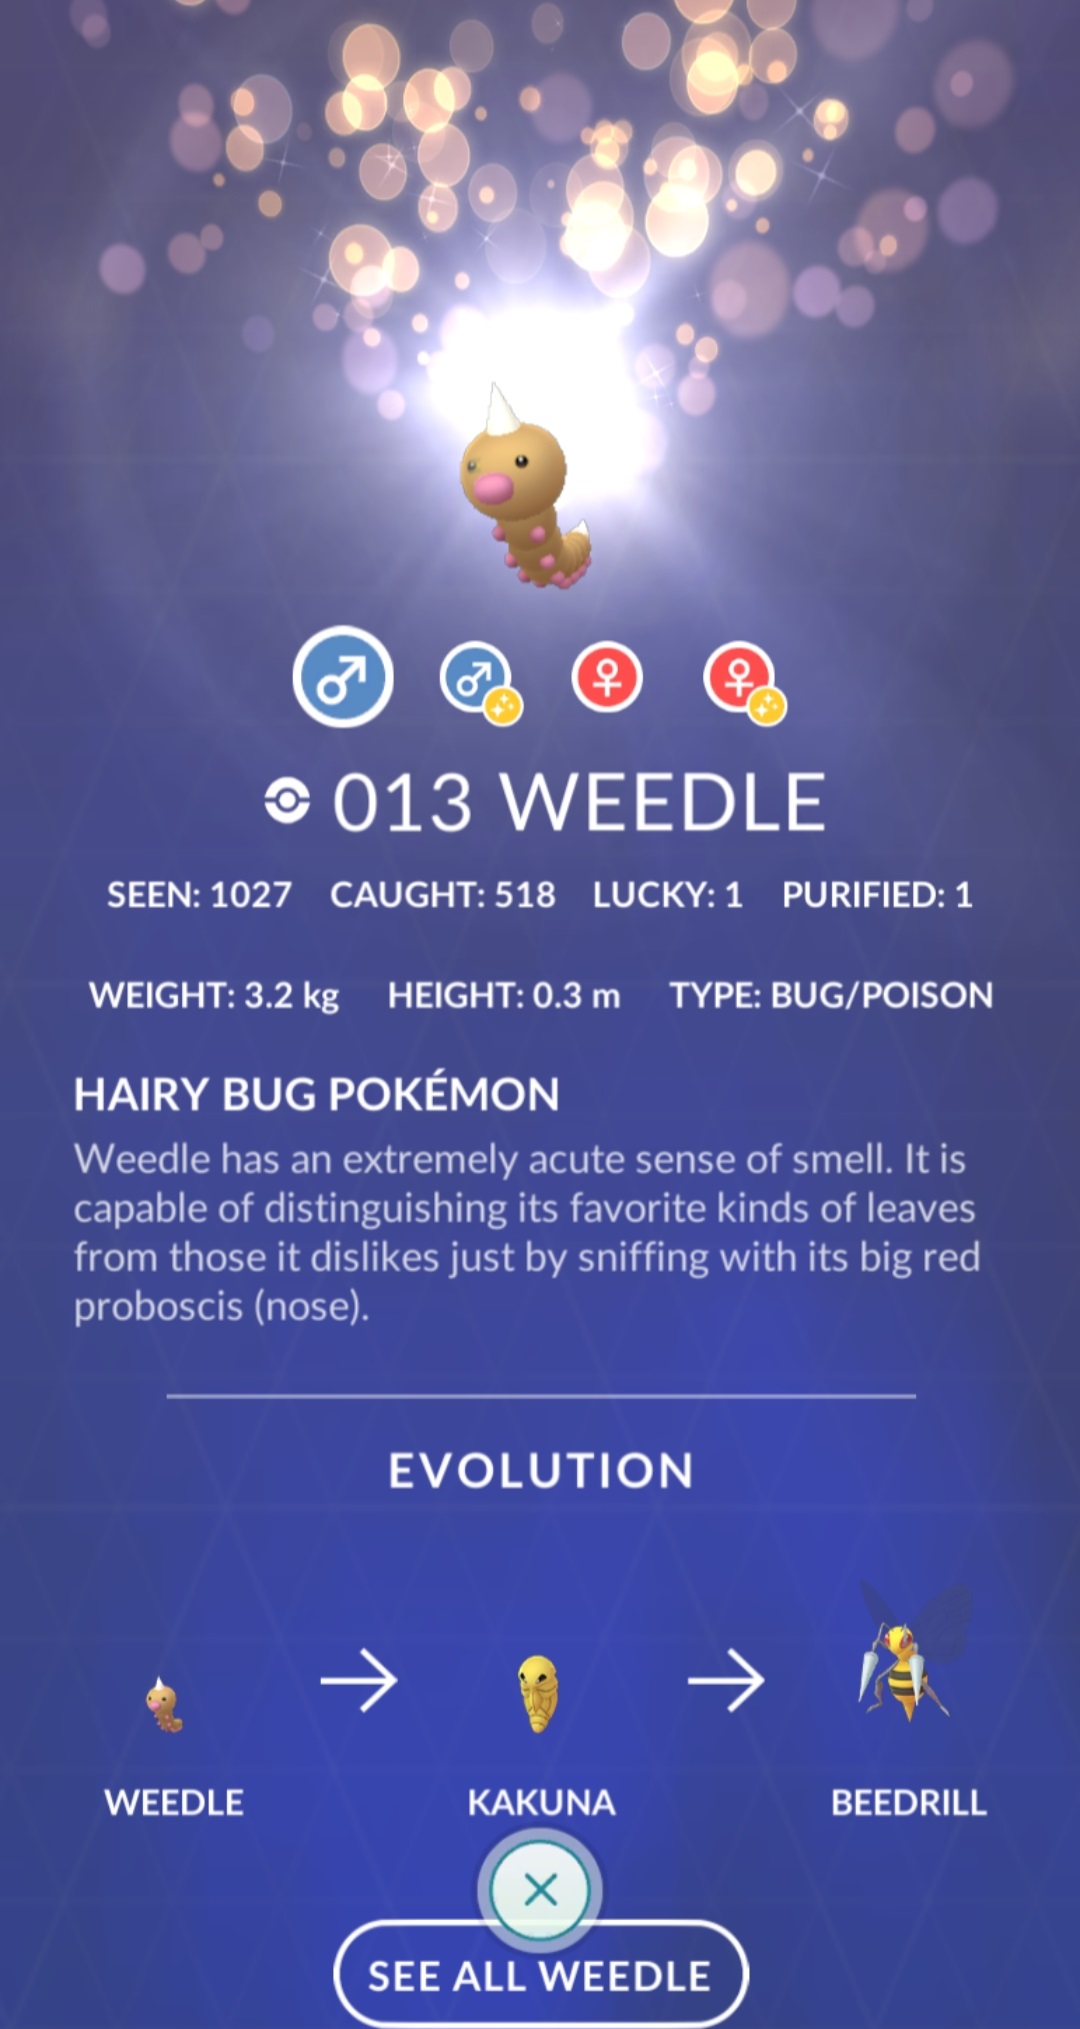 013 WEEDLE
SEEN: 1027 CAUGHT: 518 LUCKY: 1 PURIFIED: 1
WEIGHT: 3.2 kg HEIGHT: 0.3 m TYPE: BUG/POISON
HAIRY BUG POKÉMON
Weedle has an extremely acute sense of smell. It is
capable of distinguishing its favorite kinds of leaves
from those it dislikes just by sniffing with its big red
proboscis (nose).
EVOLUTION
WEEDLE KAKUNA BEEDRILL
SEE ALL WEEDLE